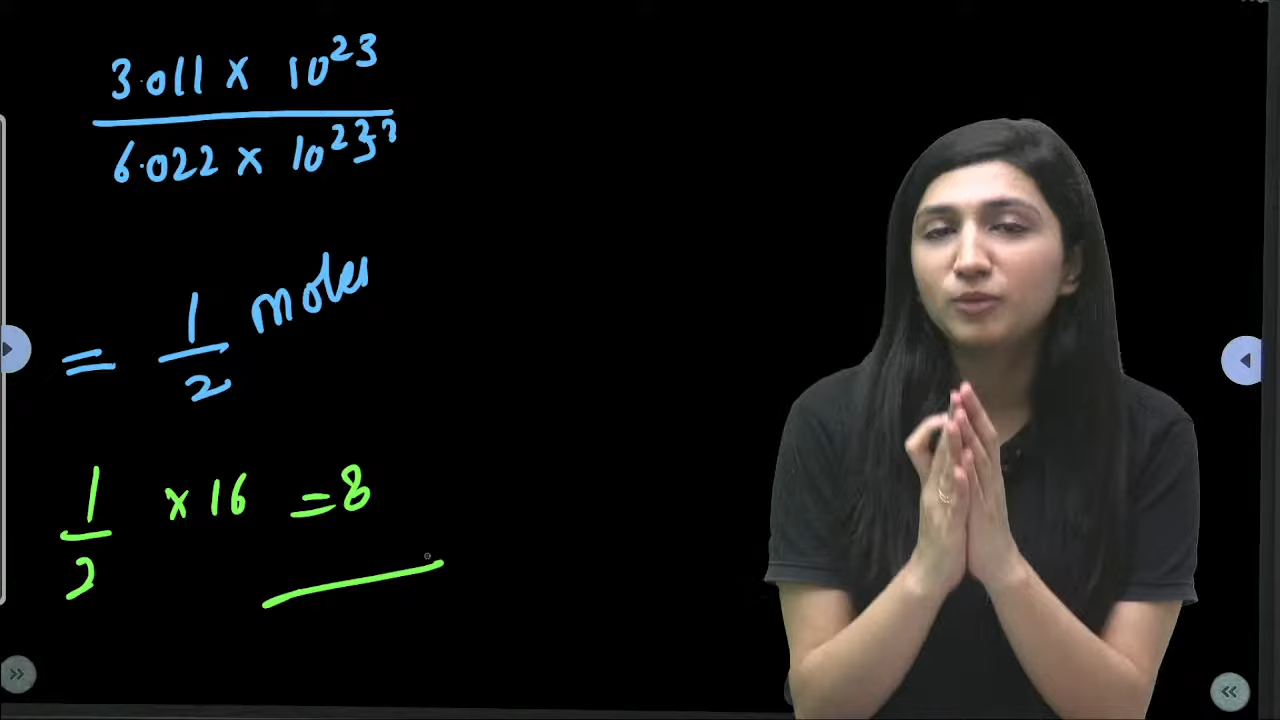 3.011 × 10²³
6.022 × 10²³
= 1/2 moles
1/2 × 16 = 8